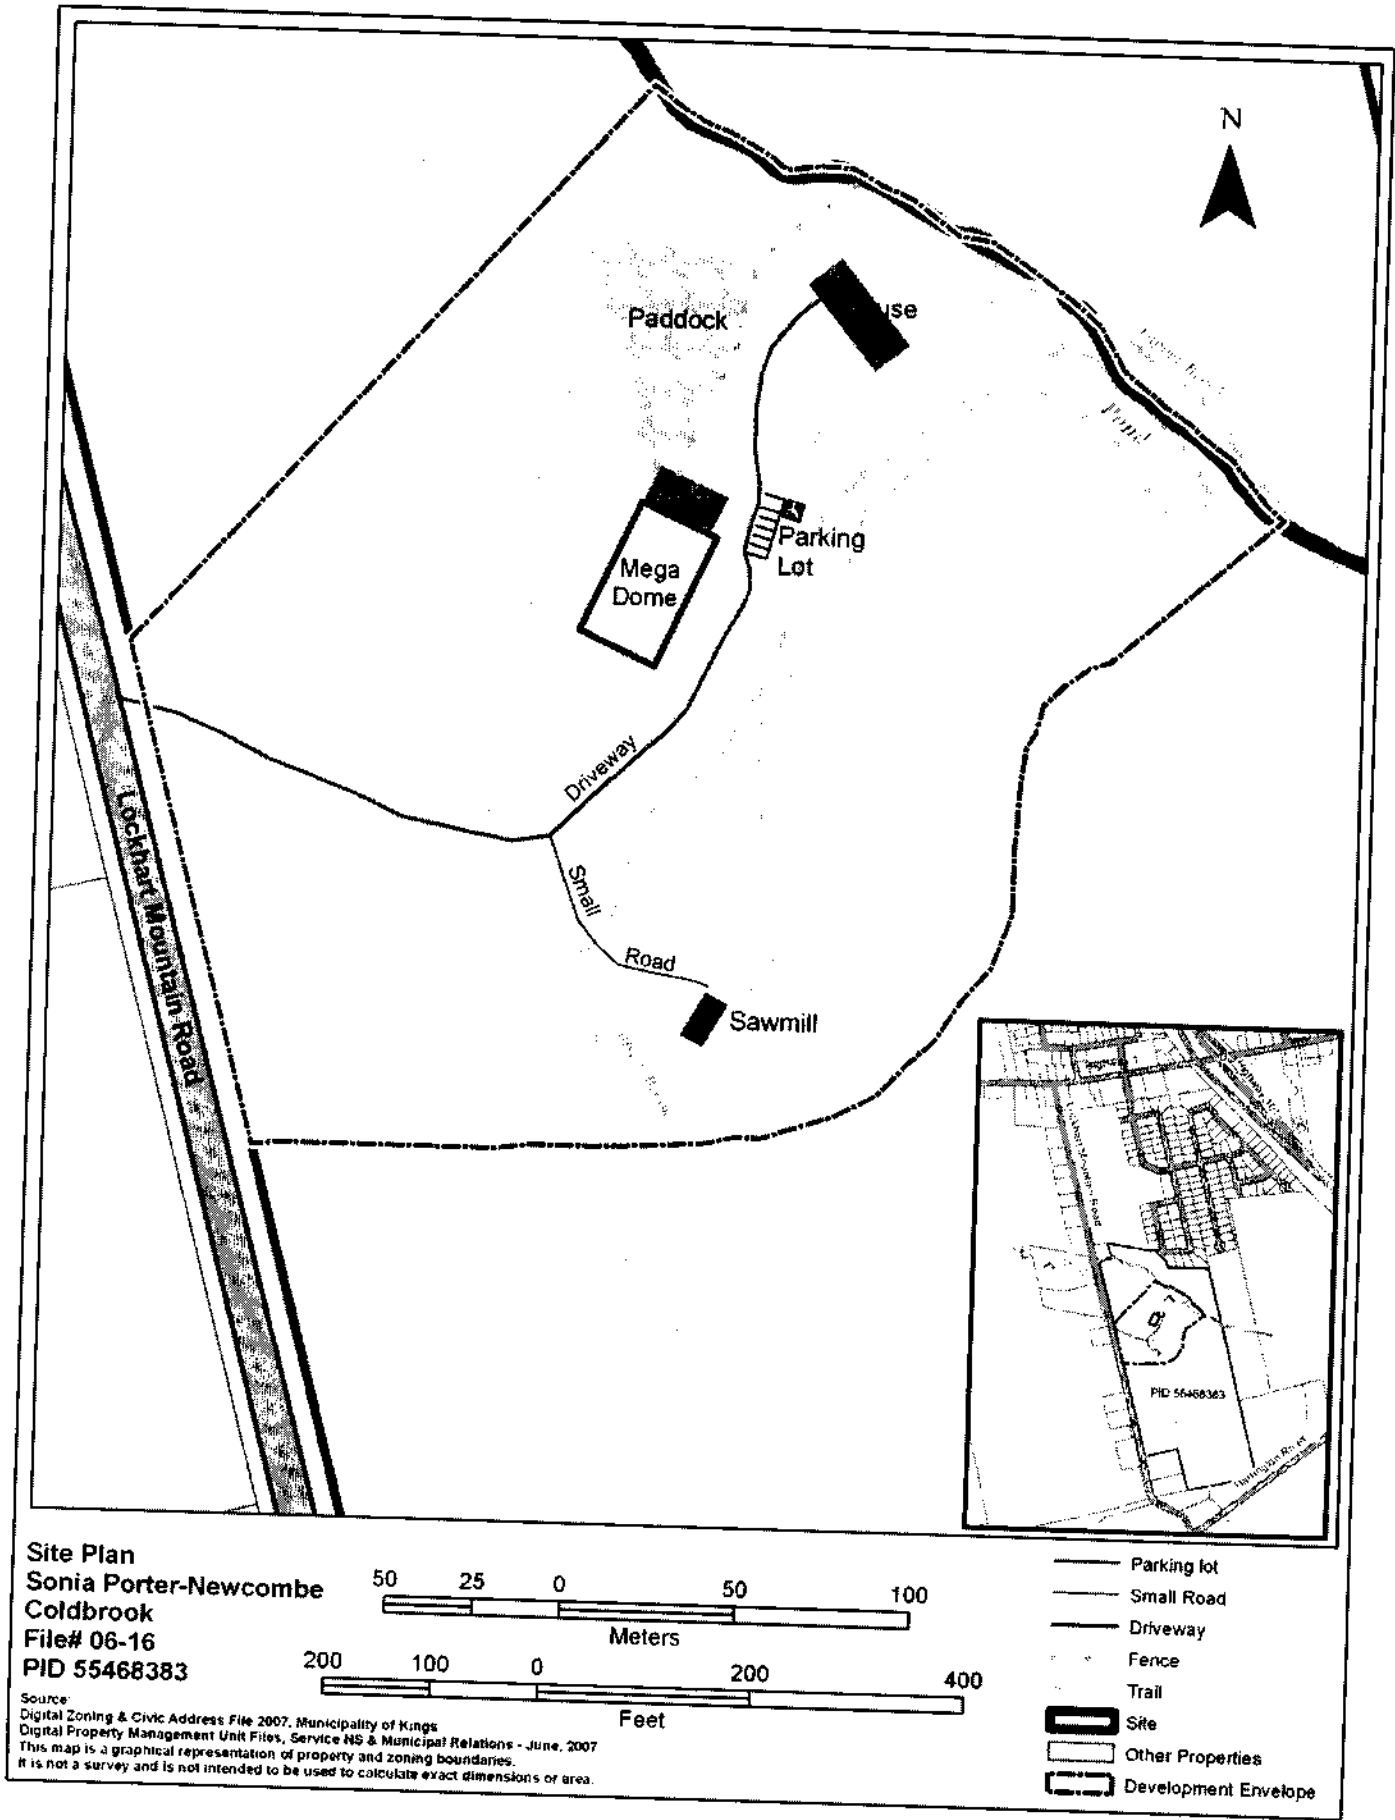 N
Paddock
use
Pond
Parking
Lot
Mega
Dome
Driveway
Small
Road
Lockhart Mountain Road
Sawmill
PID 55468383
Site Plan
Sonia Porter-Newcombe
Coldbrook
File# 06-16
PID 55468383
50 25 0 50 100
Meters
200 100 0 200 400
Feet
Source:
Digital Zoning & Civic Address File 2007, Municipality of Kings
Digital Property Management Unit Files, Service NS & Municipal Relations - June, 2007
This map is a graphical representation of property and zoning boundaries.
It is not a survey and is not intended to be used to calculate exact dimensions or area.
Parking lot
Small Road
Driveway
Fence
Trail
Site
Other Properties
Development Envelope